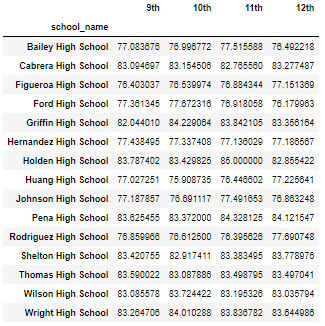 9th 10th 11th 12th
school_name
Bailey High School 77.083676 76.996772 77.515588 76.492218
Cabrera High School 83.094697 83.154506 82.765560 83.277487
Figueroa High School 76.403037 76.539974 76.884344 77.151369
Ford High School 77.361345 77.672316 76.918058 76.179963
Griffin High School 82.044010 84.229064 83.842105 83.356164
Hernandez High School 77.438495 77.337408 77.136029 77.186567
Holden High School 83.787402 83.429825 85.000000 82.855422
Huang High School 77.027251 75.908735 76.446602 77.225641
Johnson High School 77.187857 76.691117 77.491653 76.863248
Pena High School 83.625455 83.372000 84.328125 84.121547
Rodriguez High School 76.859966 76.612500 76.395626 77.690748
Shelton High School 83.420755 82.917411 83.383495 83.778976
Thomas High School 83.590022 83.087886 83.498795 83.497041
Wilson High School 83.085578 83.724422 83.195326 83.035794
Wright High School 83.264706 84.010288 83.836782 83.644986